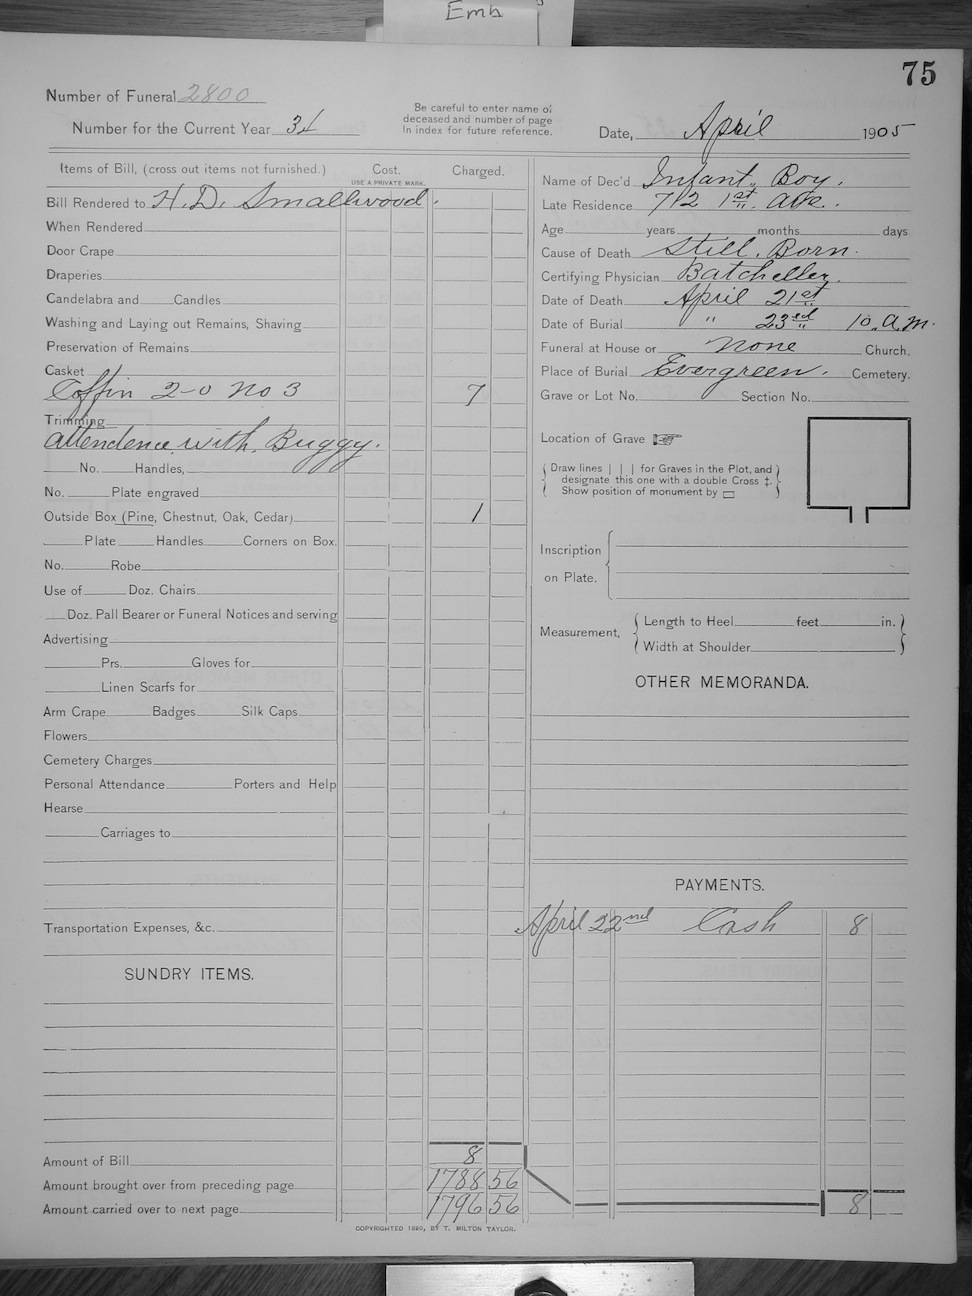 Emb
75
Number of Funeral 2800
Number for the Current Year 34
Be careful to enter name of
deceased and number of page
in index for future reference.
Date, April 1905
Items of Bill, (cross out items not furnished.)
Cost.
USE A PRIVATE MARK.
Charged.
Bill Rendered to H. D. Smallwood.
When Rendered
Door Crape
Draperies
Candelabra and Candles
Washing and Laying out Remains, Shaving
Preservation of Remains
Casket
Coffin 2-0 No 3 7
Trimming
attendence with Buggy.
No. Handles,
No. Plate engraved
Outside Box (Pine, Chestnut, Oak, Cedar) 1
Plate Handles Corners on Box.
No. Robe
Use of Doz. Chairs
Doz. Pall Bearer or Funeral Notices and serving
Advertising
Prs. Gloves for
Linen Scarfs for
Arm Crape Badges Silk Caps
Flowers
Cemetery Charges
Personal Attendance Porters and Help
Hearse
Carriages to
Transportation Expenses, &c.
SUNDRY ITEMS.
Amount of Bill 8
Amount brought over from preceding page 1788 56
Amount carried over to next page 1796 56
Name of Dec'd Infant Boy.
Late Residence 712 1st Ave.
Age years months days
Cause of Death Still Born.
Certifying Physician Batcheller.
Date of Death April 21st
Date of Burial " 23rd 10 a.m.
Funeral at House or None Church.
Place of Burial Evergreen. Cemetery.
Grave or Lot No. Section No.
Location of Grave ☞
Draw lines | | | for Graves in the Plot, and
designate this one with a double Cross ‡.
Show position of monument by ▭
Inscription
on Plate.
Measurement,
Length to Heel feet in.
Width at Shoulder
OTHER MEMORANDA.
PAYMENTS.
April 22nd Cash 8
8
COPYRIGHTED 1890, BY T. MILTON TAYLOR.